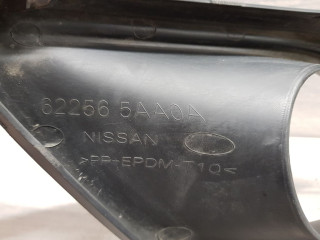 62256 5AA0A
NISSAN
>PP-EPDM-T10<